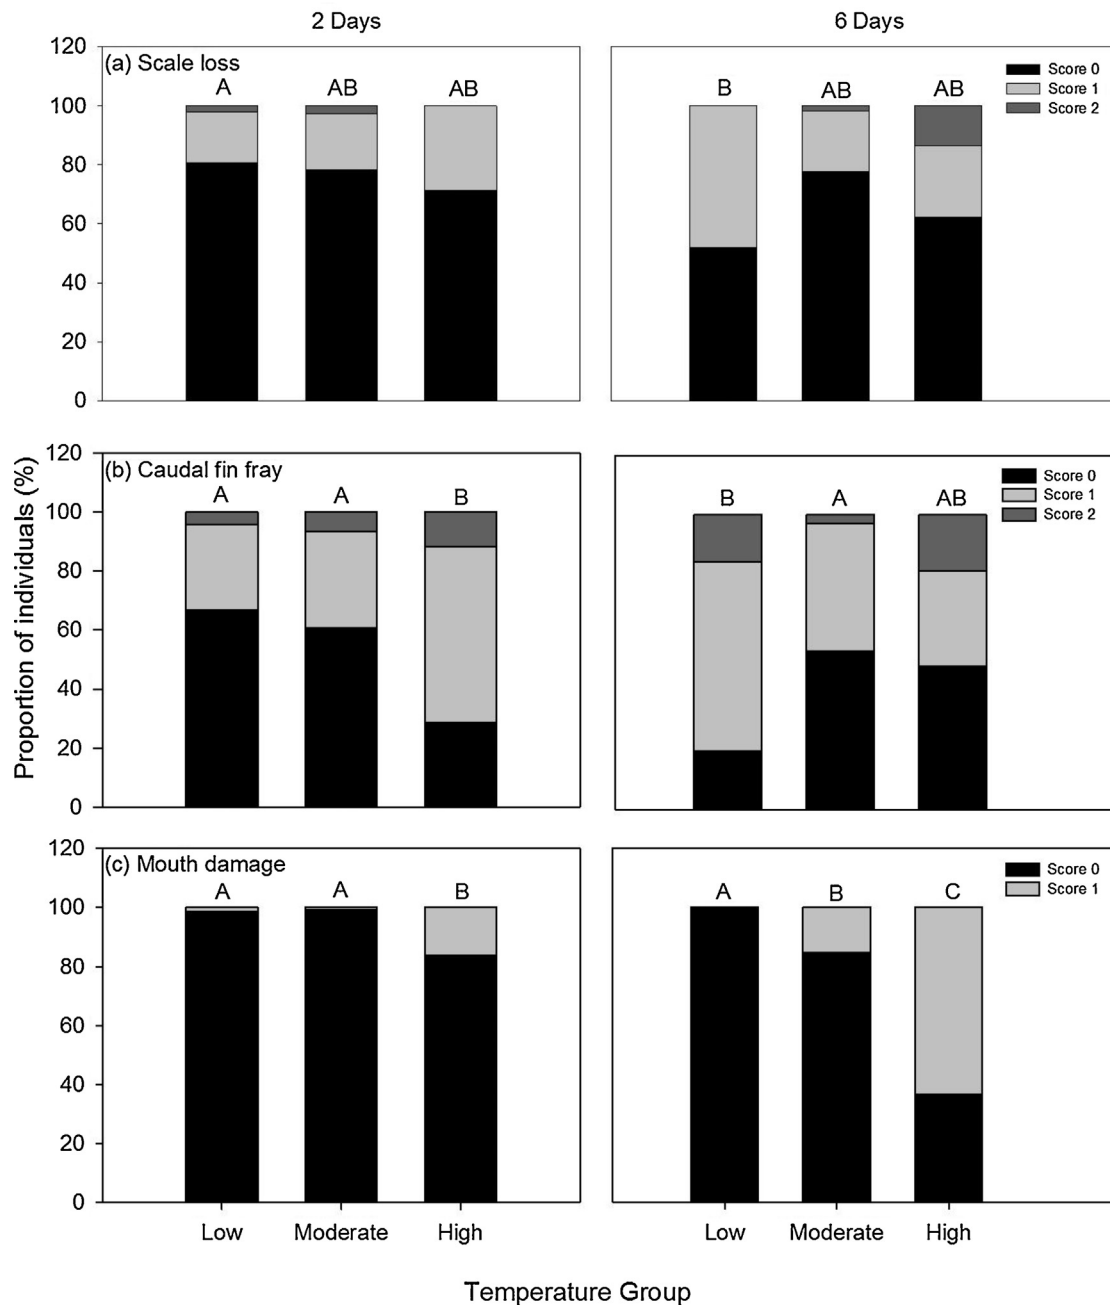 2 Days
6 Days
120
100
80
60
40
20
0
(a) Scale loss
A
AB
AB
B
AB
AB
Score 0
Score 1
Score 2
Proportion of individuals (%)
120
100
80
60
40
20
0
(b) Caudal fin fray
A
A
B
B
A
AB
Score 0
Score 1
Score 2
120
100
80
60
40
20
0
(c) Mouth damage
A
A
B
A
B
C
Score 0
Score 1
Low
Moderate
High
Low
Moderate
High
Temperature Group